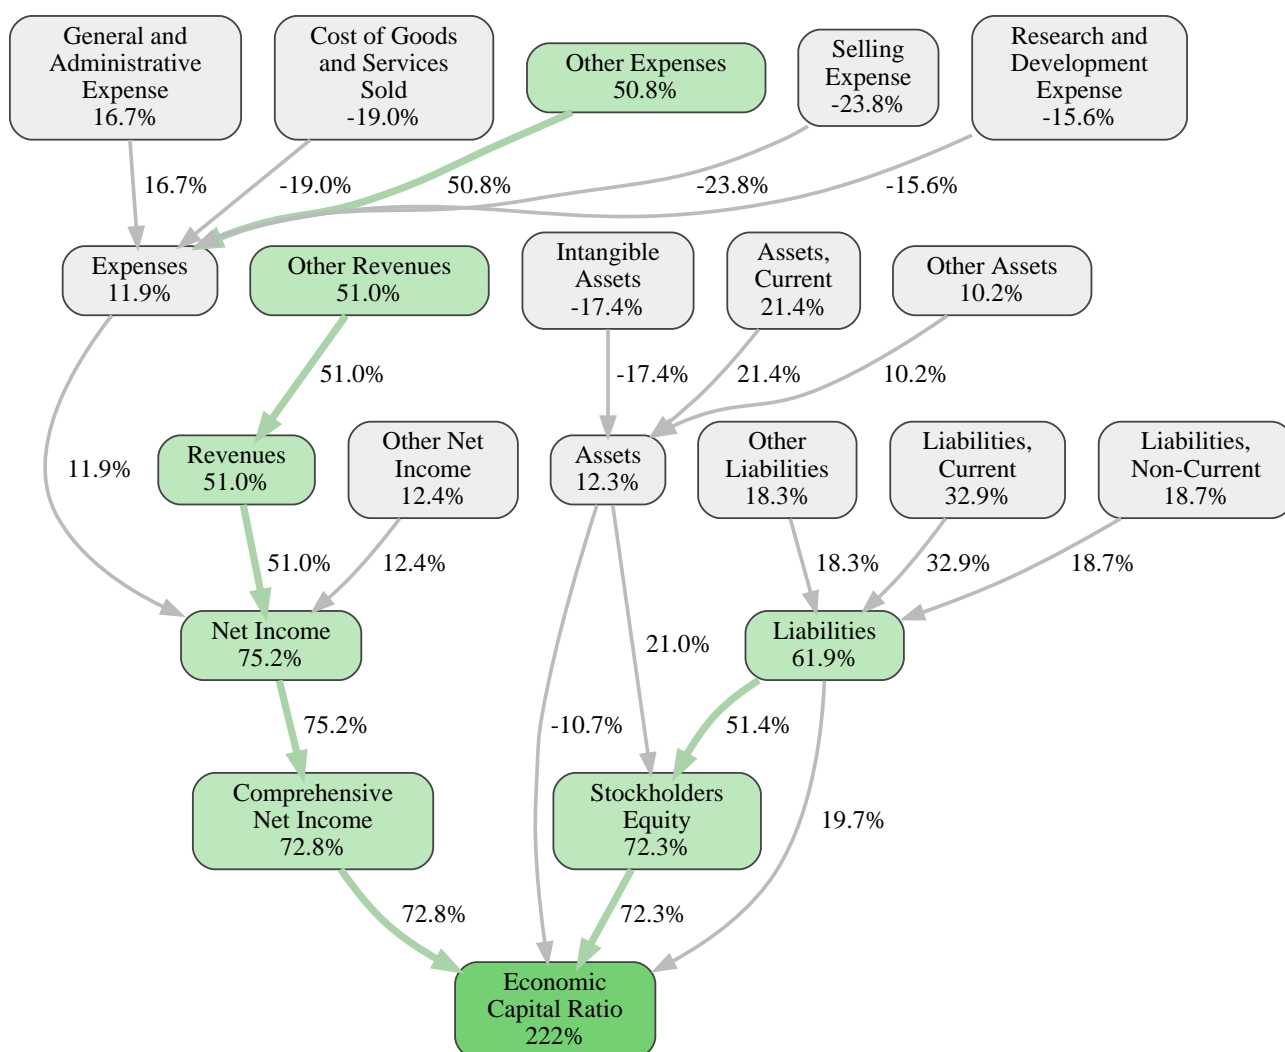 General and
Administrative
Expense
16.7%
Cost of Goods
and Services
Sold
-19.0%
Other Expenses
50.8%
Selling
Expense
-23.8%
Research and
Development
Expense
-15.6%
16.7%
-19.0%
50.8%
-23.8%
-15.6%
Expenses
11.9%
Other Revenues
51.0%
Intangible
Assets
-17.4%
Assets,
Current
21.4%
Other Assets
10.2%
51.0%
-17.4%
21.4%
10.2%
11.9%
Revenues
51.0%
Other Net
Income
12.4%
Assets
12.3%
Other
Liabilities
18.3%
Liabilities,
Current
32.9%
Liabilities,
Non-Current
18.7%
51.0%
12.4%
18.3%
32.9%
18.7%
Net Income
75.2%
21.0%
Liabilities
61.9%
75.2%
-10.7%
51.4%
Comprehensive
Net Income
72.8%
Stockholders
Equity
72.3%
19.7%
72.8%
72.3%
Economic
Capital Ratio
222%